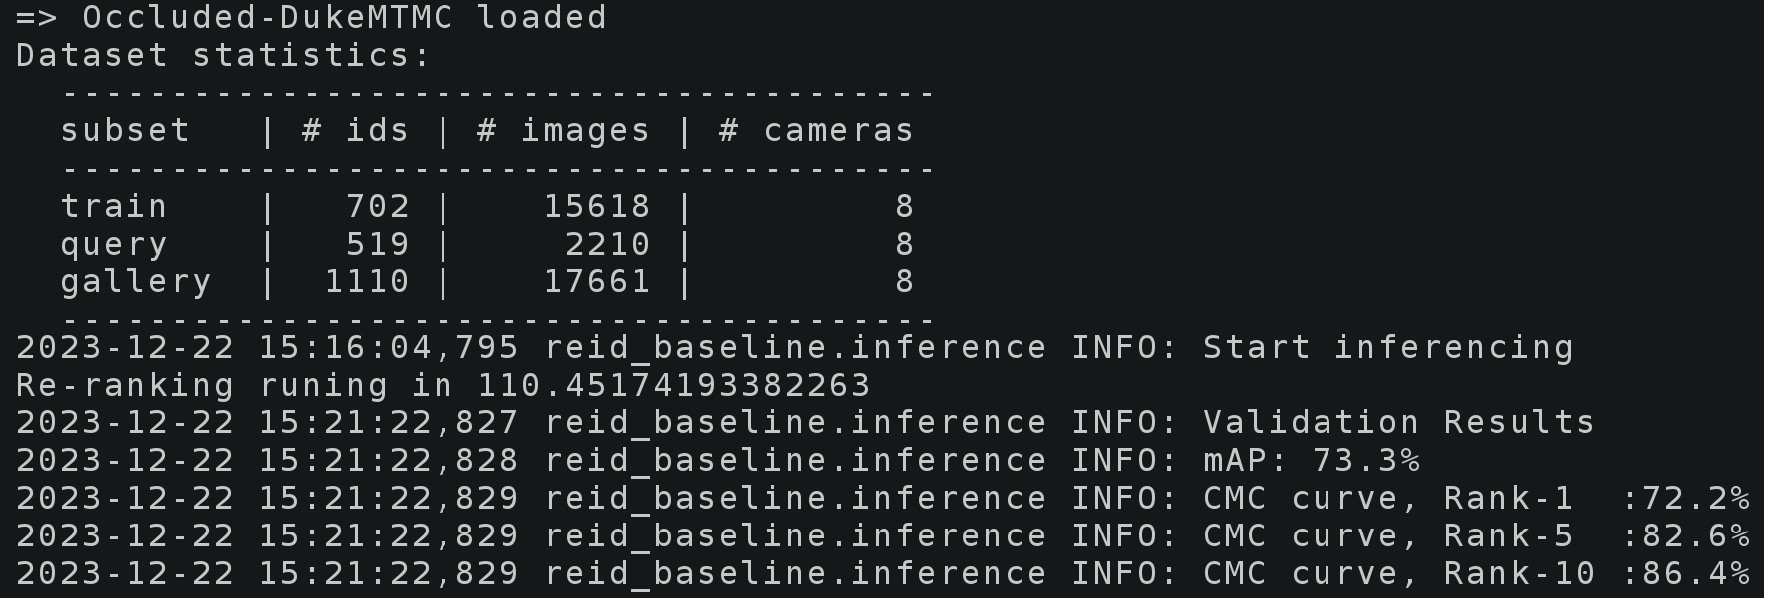 => Occluded-DukeMTMC loaded
Dataset statistics:
  ----------------------------------------
  subset   | # ids | # images | # cameras
  ----------------------------------------
  train    |   702 |    15618 |         8
  query    |   519 |     2210 |         8
  gallery  |  1110 |    17661 |         8
  ----------------------------------------
2023-12-22 15:16:04,795 reid_baseline.inference INFO: Start inferencing
Re-ranking runing in 110.45174193382263
2023-12-22 15:21:22,827 reid_baseline.inference INFO: Validation Results
2023-12-22 15:21:22,828 reid_baseline.inference INFO: mAP: 73.3%
2023-12-22 15:21:22,829 reid_baseline.inference INFO: CMC curve, Rank-1  :72.2%
2023-12-22 15:21:22,829 reid_baseline.inference INFO: CMC curve, Rank-5  :82.6%
2023-12-22 15:21:22,829 reid_baseline.inference INFO: CMC curve, Rank-10 :86.4%